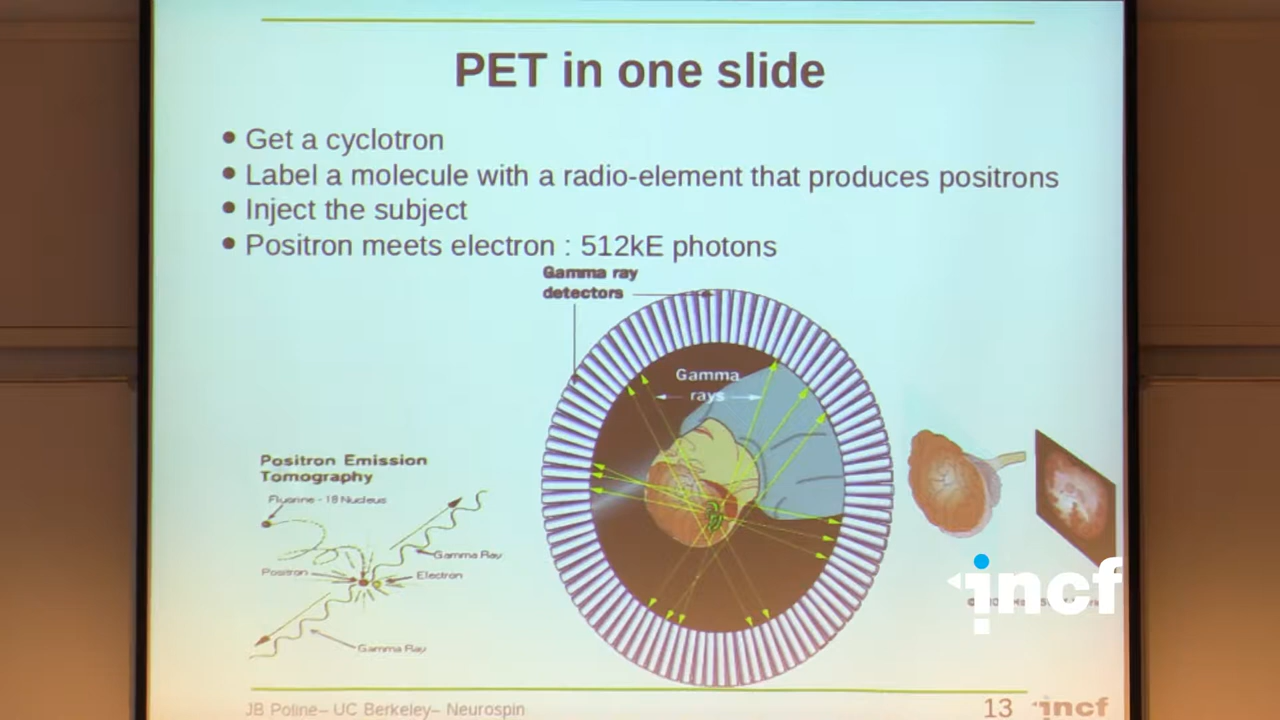 PET in one slide
• Get a cyclotron
• Label a molecule with a radio-element that produces positrons
• Inject the subject
• Positron meets electron : 512kE photons
Gamma ray
detectors
Gamma
rays
Positron Emission
Tomography
Fluorine - 18 Nucleus
Gamma Ray
Positron
Electron
Gamma Ray
incf
JB Poline– UC Berkeley– Neurospin
13
incf